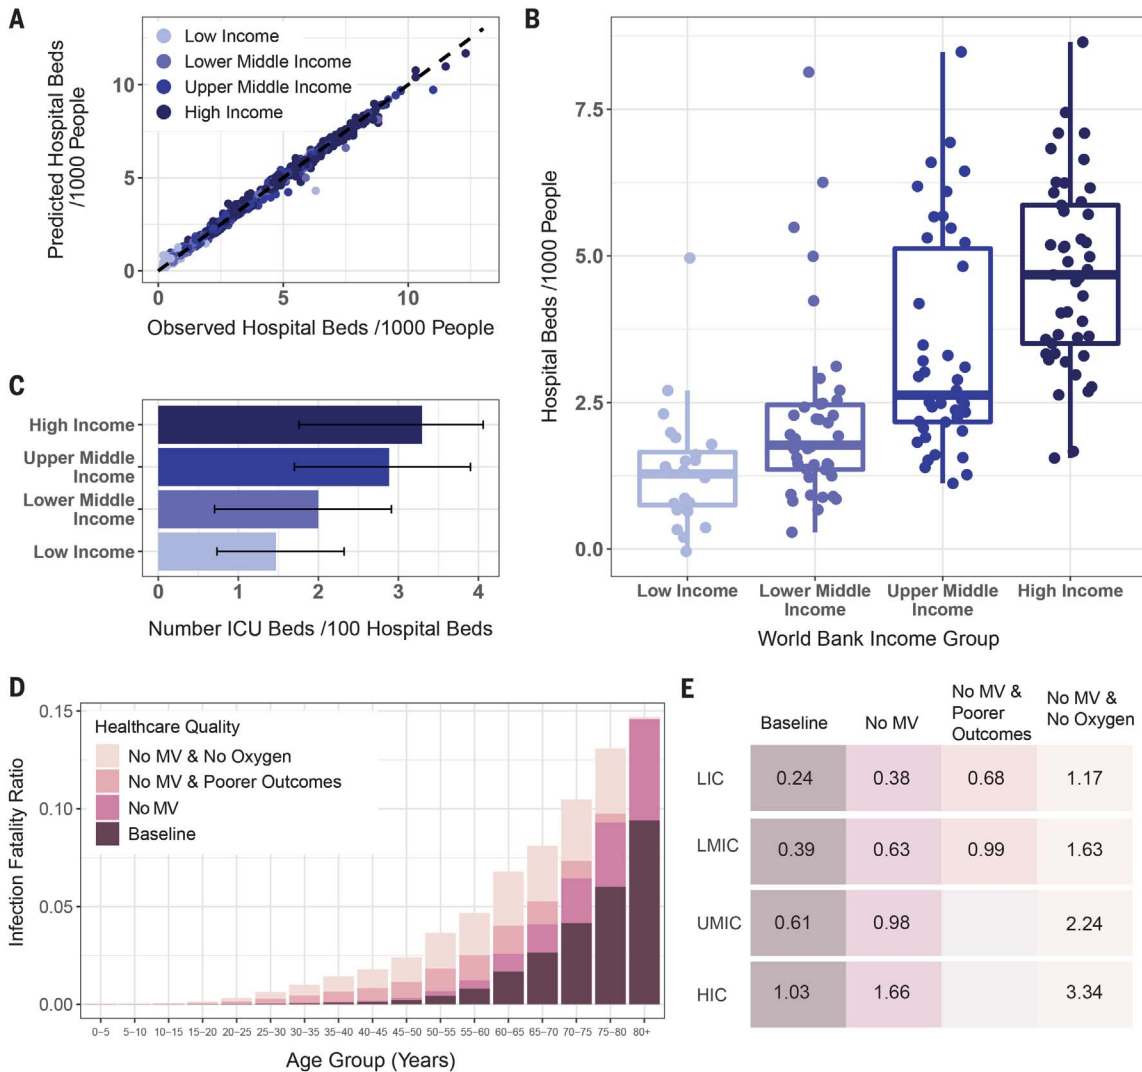 A
Predicted Hospital Beds
/1000 People
10
5
0
Low Income
Lower Middle Income
Upper Middle Income
High Income
0 5 10
Observed Hospital Beds /1000 People
B
Hospital Beds /1000 People
7.5
5.0
2.5
0.0
Low Income Lower Middle Income Upper Middle Income High Income
World Bank Income Group
C
High Income
Upper Middle
Income
Lower Middle
Income
Low Income
0 1 2 3 4
Number ICU Beds /100 Hospital Beds
D
Infection Fatality Ratio
0.15
0.10
0.05
0.00
Healthcare Quality
No MV & No Oxygen
No MV & Poorer Outcomes
No MV
Baseline
0–5 5–10 10–15 15–20 20–25 25–30 30–35 35–40 40–45 45–50 50–55 55–60 60–65 65–70 70–75 75–80 80+
Age Group (Years)
E
Baseline No MV No MV & Poorer Outcomes No MV & No Oxygen
LIC 0.24 0.38 0.68 1.17
LMIC 0.39 0.63 0.99 1.63
UMIC 0.61 0.98 2.24
HIC 1.03 1.66 3.34